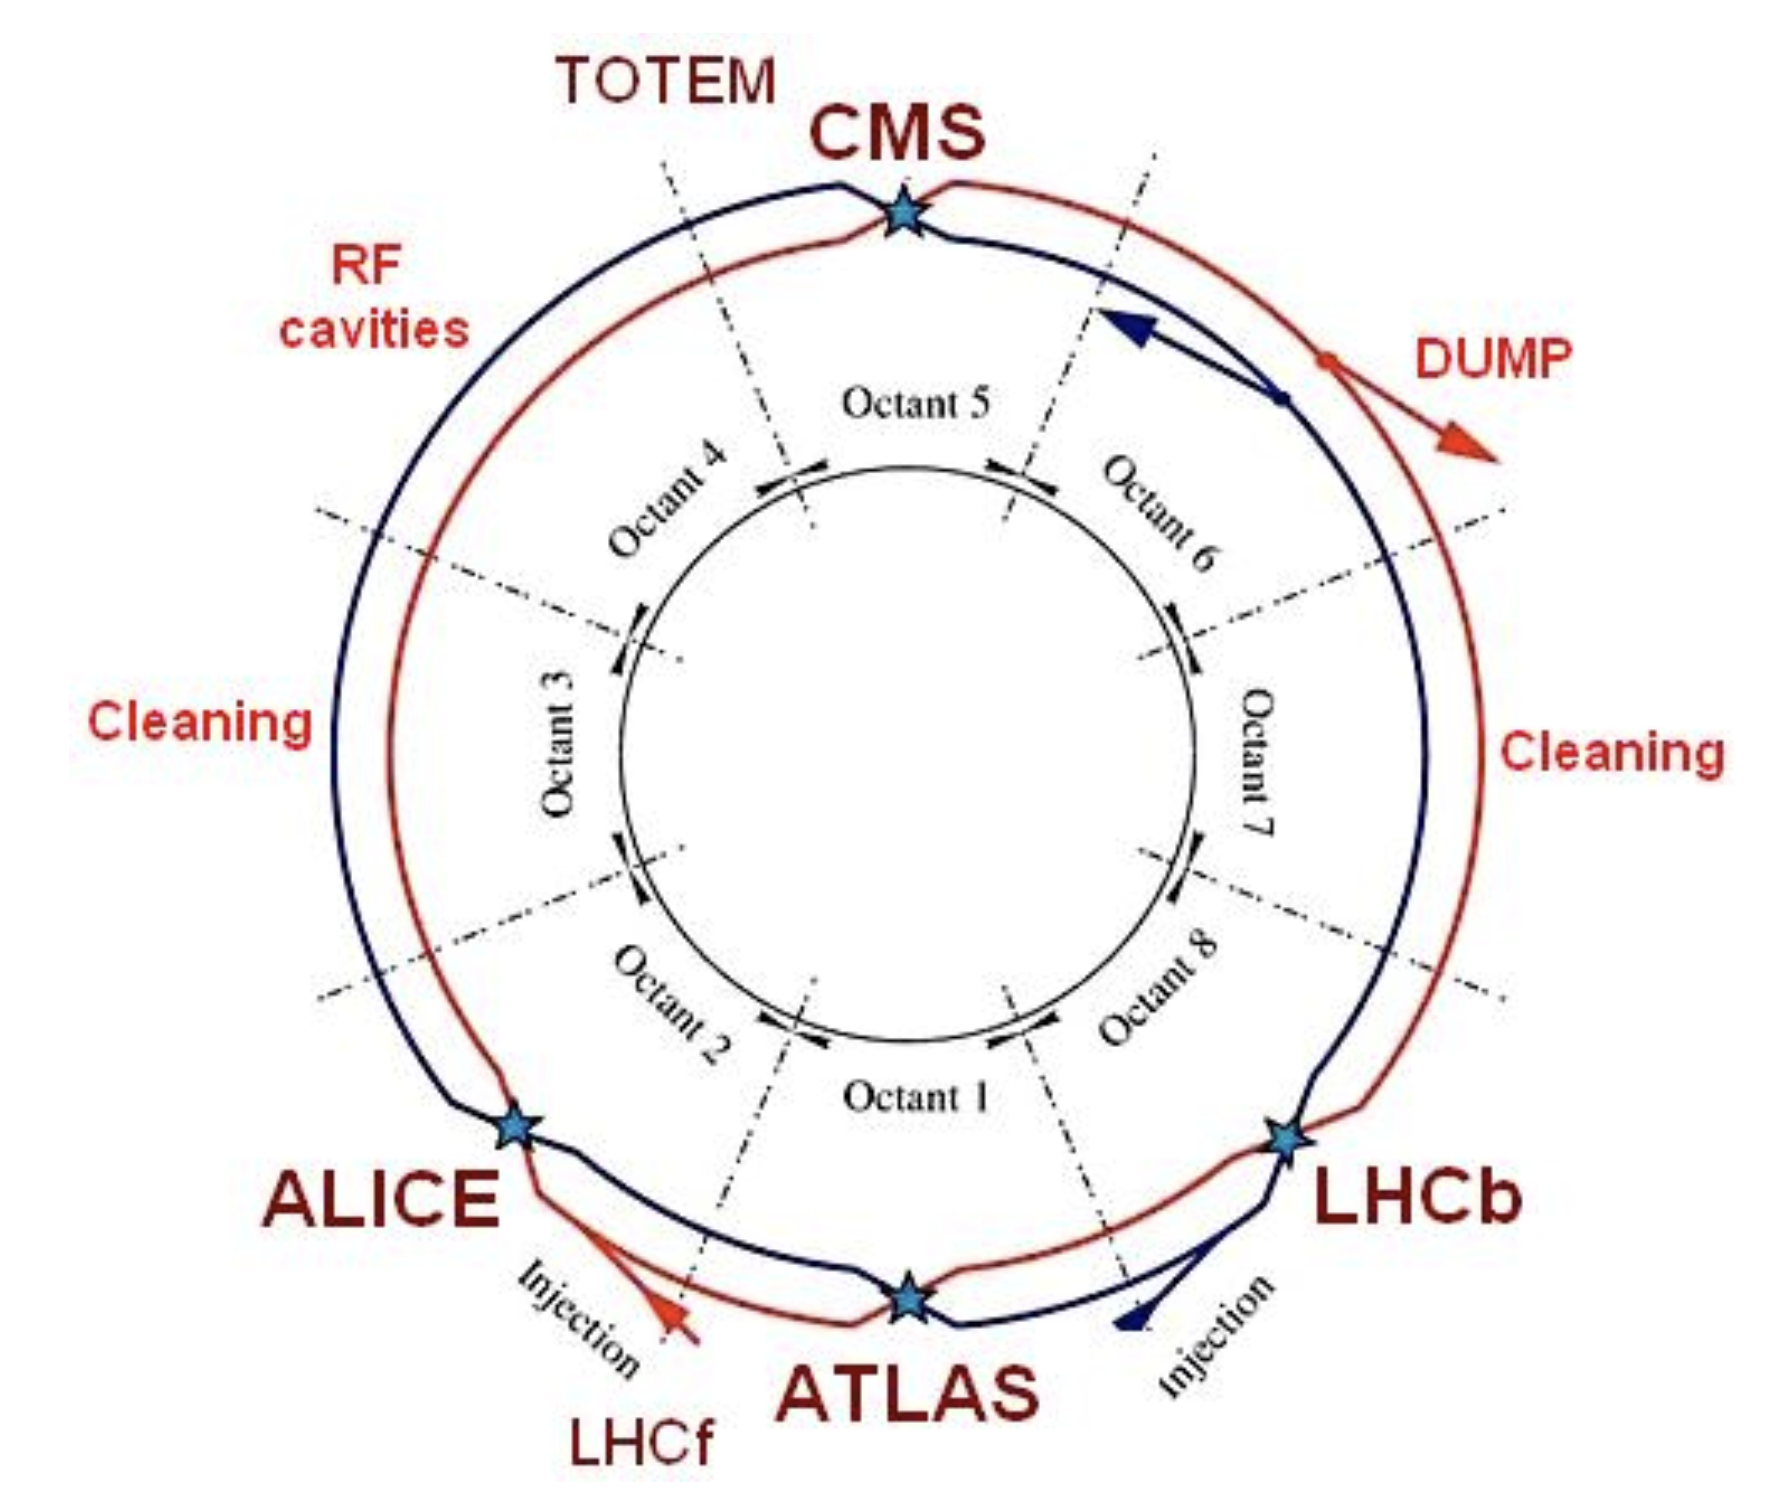 TOTEM
CMS
RF
cavities
DUMP
Octant 5
Octant 4
Octant 6
Cleaning
Octant 3
Octant 7
Cleaning
Octant 2
Octant 8
Octant 1
ALICE
LHCb
Injection
Injection
ATLAS
LHCf